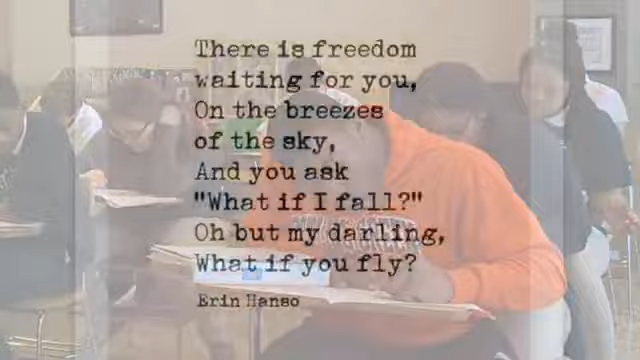 There is freedom
waiting for you,
On the breezes
of the sky,
And you ask
"What if I fall?"
Oh but my darling,
What if you fly?
Erin Hanso